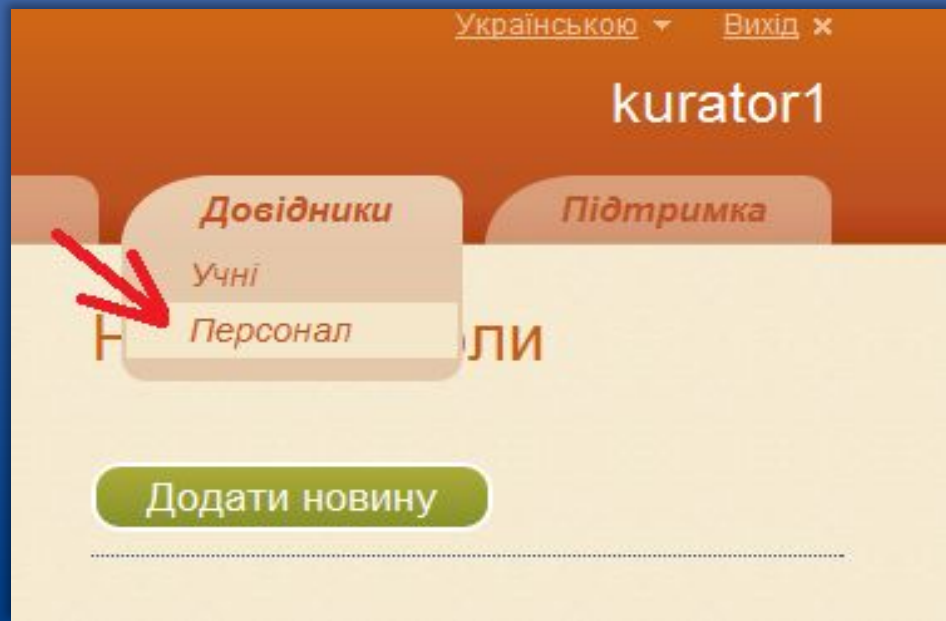 Українською Вихід
kurator1
Довідники Підтримка
Учні
Персонал
Додати новину